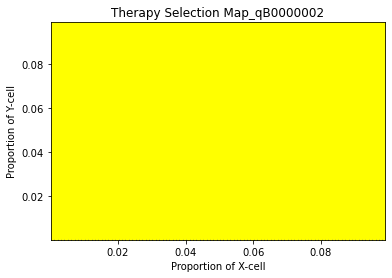 Therapy Selection Map_qB0000002
Proportion of Y-cell
0.08
0.06
0.04
0.02
0.02 0.04 0.06 0.08
Proportion of X-cell